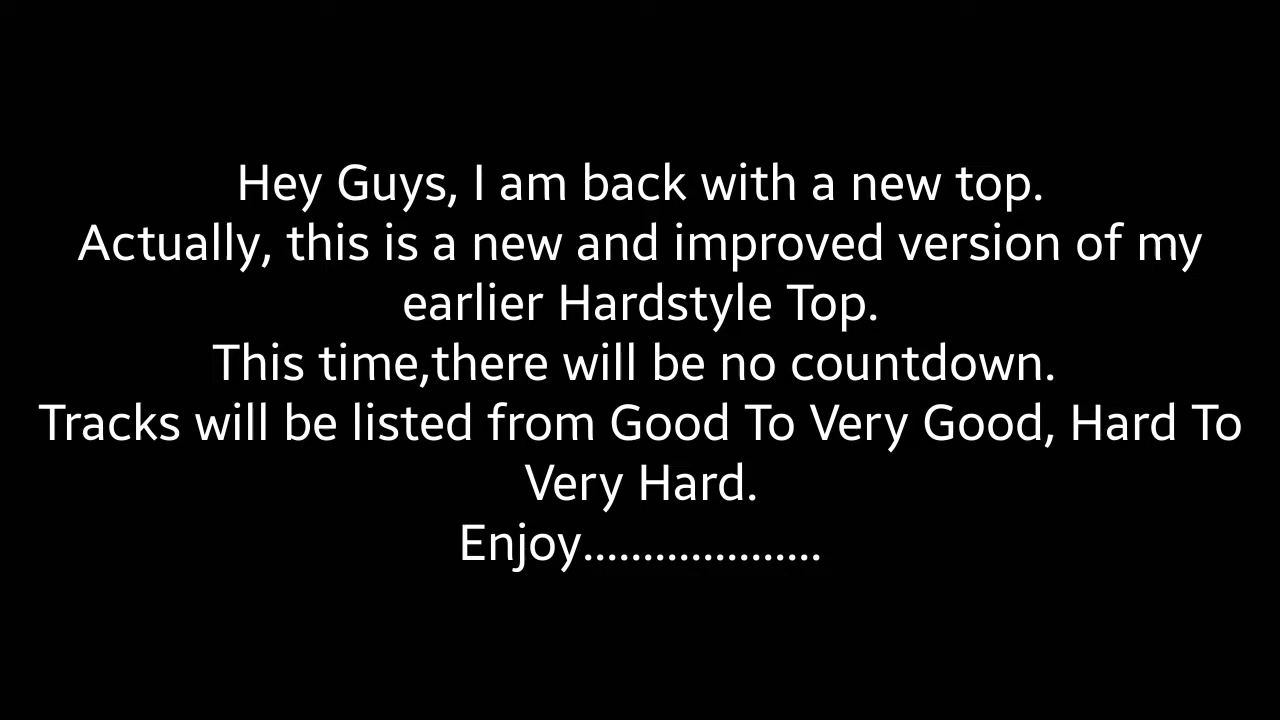 Hey Guys, I am back with a new top.
Actually, this is a new and improved version of my
earlier Hardstyle Top.
This time,there will be no countdown.
Tracks will be listed from Good To Very Good, Hard To
Very Hard.
Enjoy....................